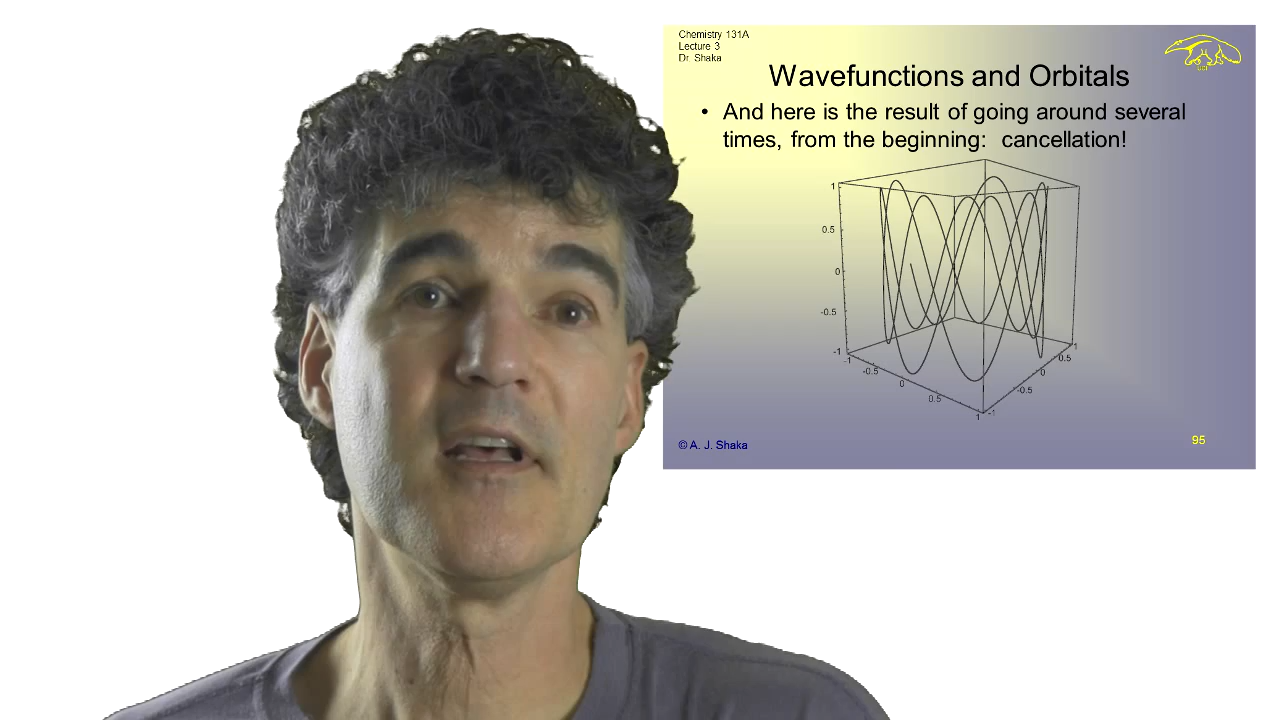 Chemistry 131A
Lecture 3
Dr. Shaka
UCI
Wavefunctions and Orbitals
• And here is the result of going around several
times, from the beginning: cancellation!
1
0.5
0
-0.5
-1
-1
-0.5
0
0.5
1
-1
-0.5
0
0.5
1
© A. J. Shaka
95